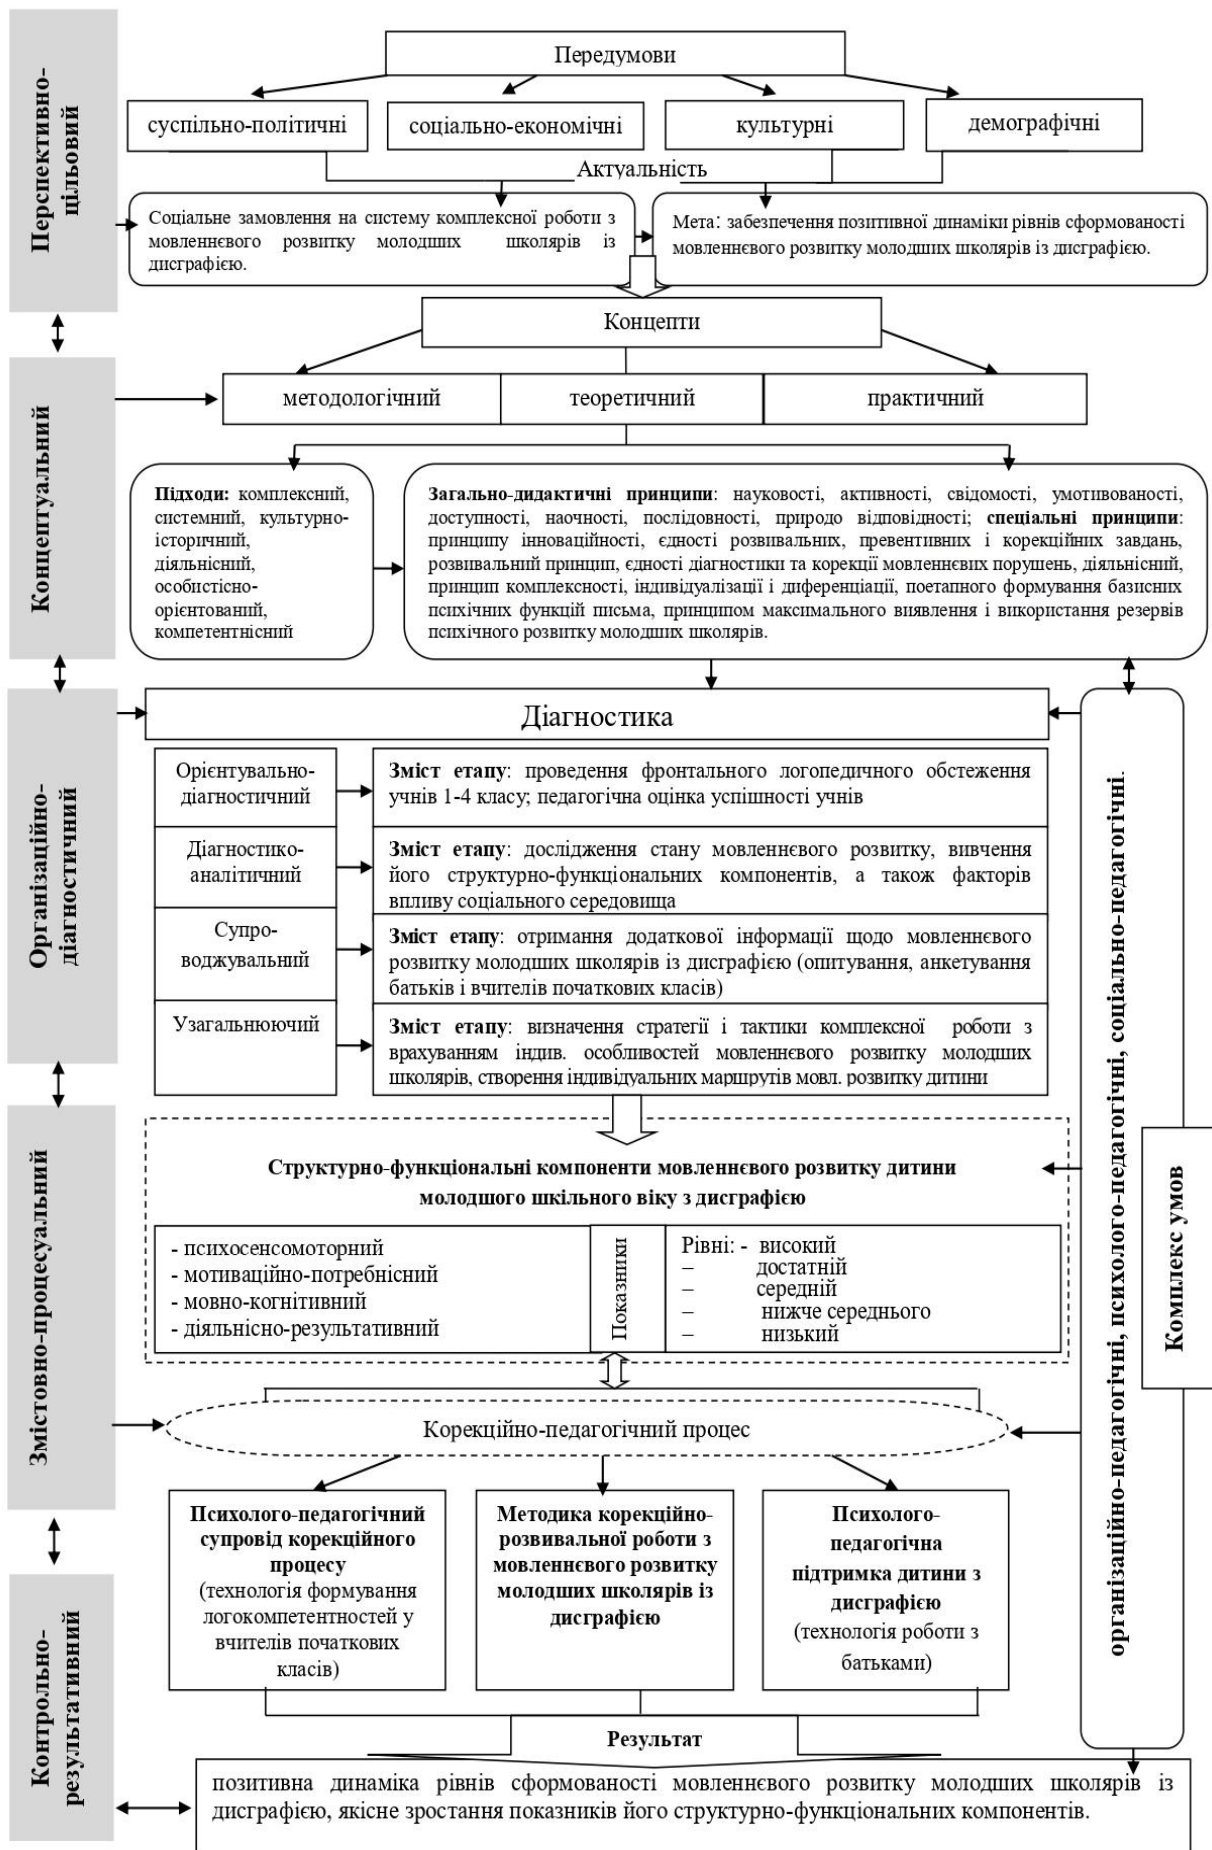 Перспективно-
цільовий
Передумови
суспільно-політичні
соціально-економічні
культурні
демографічні
Актуальність
Соціальне замовлення на систему комплексної роботи з
мовленнєвого розвитку молодших школярів із
дисграфією.
Мета: забезпечення позитивної динаміки рівнів сформованості
мовленнєвого розвитку молодших школярів із дисграфією.
Концептуальний
Концепти
методологічний
теоретичний
практичний
Підходи: комплексний,
системний, культурно-
історичний,
діяльнісний,
особистісно-
орієнтований,
компетентнісний
Загально-дидактичні принципи: науковості, активності, свідомості, умотивованості,
доступності, наочності, послідовності, природо відповідності; спеціальні принципи:
принципу інноваційності, єдності розвивальних, превентивних і корекційних завдань,
розвивальний принцип, єдності діагностики та корекції мовленнєвих порушень, діяльнісний,
принцип комплексності, індивідуалізації і диференціації, поетапного формування базисних
психічних функцій письма, принципом максимального виявлення і використання резервів
психічного розвитку молодших школярів.
Організаційно-
діагностичний
Діагностика
Орієнтувально-
діагностичний
Зміст етапу: проведення фронтального логопедичного обстеження
учнів 1-4 класу; педагогічна оцінка успішності учнів
Діагностико-
аналітичний
Зміст етапу: дослідження стану мовленнєвого розвитку, вивчення
його структурно-функціональних компонентів, а також факторів
впливу соціального середовища
Супро-
воджувальний
Зміст етапу: отримання додаткової інформації щодо мовленнєвого
розвитку молодших школярів із дисграфією (опитування, анкетування
батьків і вчителів початкових класів)
Узагальнюючий
Зміст етапу: визначення стратегії і тактики комплексної роботи з
врахуванням індив. особливостей мовленнєвого розвитку молодших
школярів, створення індивідуальних маршрутів мовл. розвитку дитини
організаційно-педагогічні, психолого-педагогічні, соціально-педагогічні.
Комплекс умов
Змістовно-процесуальний
Структурно-функціональні компоненти мовленнєвого розвитку дитини
молодшого шкільного віку з дисграфією
- психосенсомоторний
- мотиваційно-потребнісний
- мовно-когнітивний
- діяльнісно-результативний
Показники
Рівні: - високий
– достатній
– середній
– нижче середнього
– низький
Корекційно-педагогічний процес
Психолого-педагогічний
супровід корекційного
процесу
(технологія формування
логокомпетентностей у
вчителів початкових
класів)
Методика корекційно-
розвивальної роботи з
мовленнєвого розвитку
молодших школярів із
дисграфією
Психолого-
педагогічна
підтримка дитини з
дисграфією
(технологія роботи з
батьками)
Контрольно-
результативний
Результат
позитивна динаміка рівнів сформованості мовленнєвого розвитку молодших школярів із
дисграфією, якісне зростання показників його структурно-функціональних компонентів.